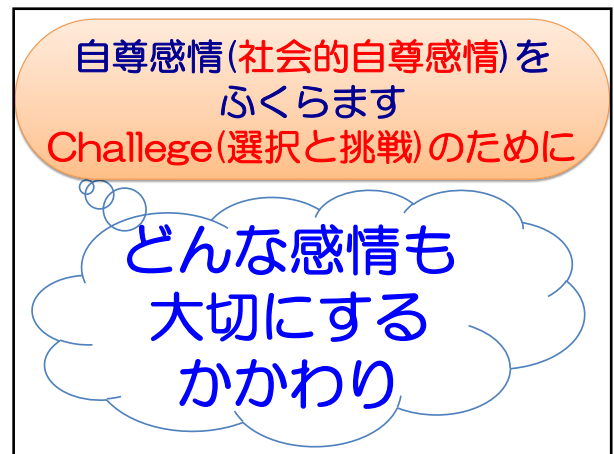 自尊感情(社会的自尊感情)を
ふくらます
Challege(選択と挑戦)のために
どんな感情も
大切にする
かかわり